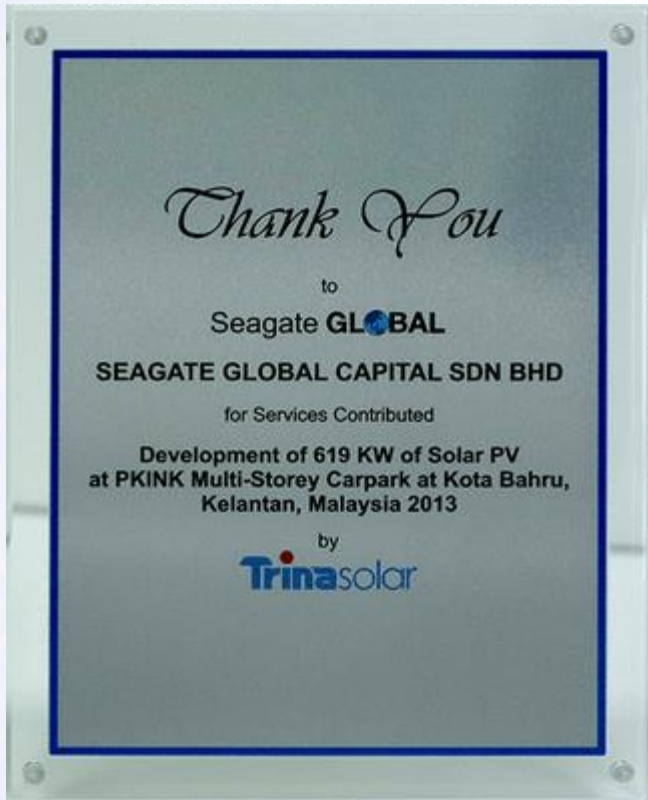 Thank You
to
Seagate GLOBAL
SEAGATE GLOBAL CAPITAL SDN BHD
for Services Contributed
Development of 619 KW of Solar PV
at PKINK Multi-Storey Carpark at Kota Bahru,
Kelantan, Malaysia 2013
by
Trinasolar